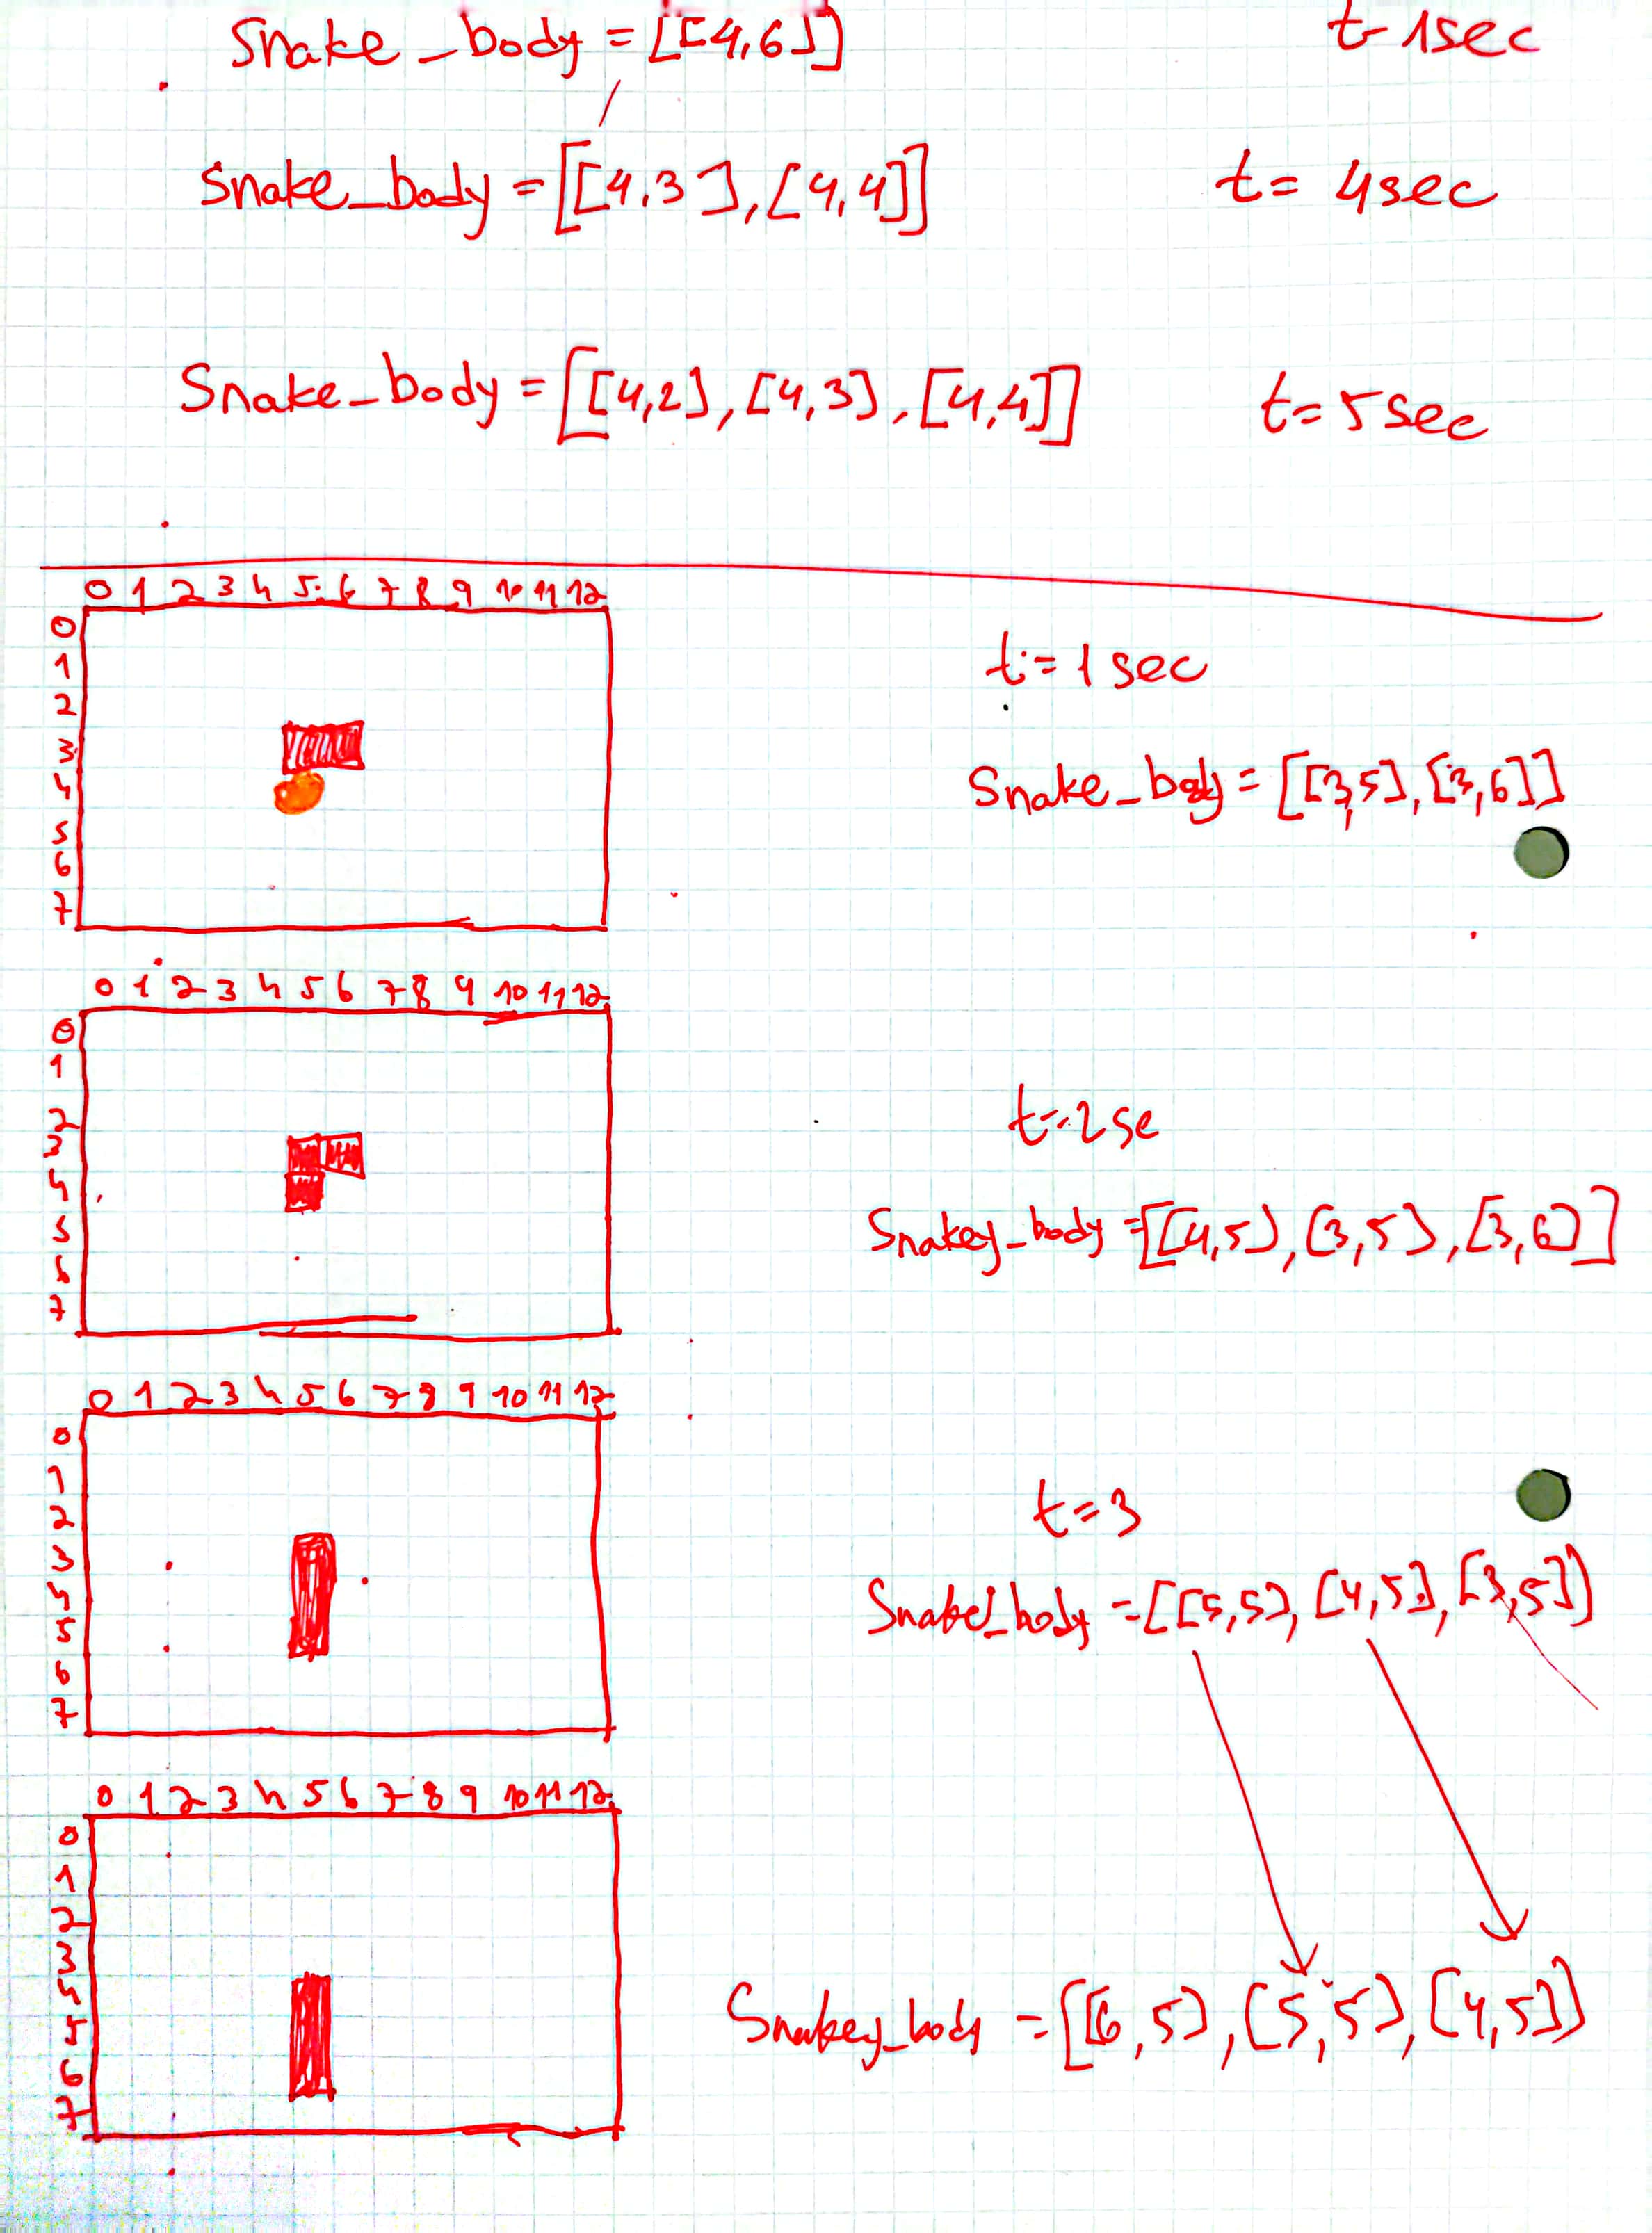 Snake_body = [[4,6]] t=1sec
Snake_body = [[4,3],[4,4]] t= 4sec
Snake_body = [[4,2],[4,3],[4,4]] t=5sec
0 1 2 3 4 5 6 7 8 9 10 11 12
0
1
2
3
4
5
6
7
t=1sec
Snake_body = [[3,5],[3,6]]
0 1 2 3 4 5 6 7 8 9 10 11 12
0
1
2
3
4
5
6
7
t=2se
Snakey_body =[[4,5],[3,5],[3,6]]
0 1 2 3 4 5 6 7 8 9 10 11 12
0
1
2
3
4
5
6
7
t=3
Snake_body =[[5,5],[4,5],[3,5]]
0 1 2 3 4 5 6 7 8 9 10 11 12
0
1
2
3
4
5
6
7
Snakey_body =[[6,5],[5,5],[4,5]]